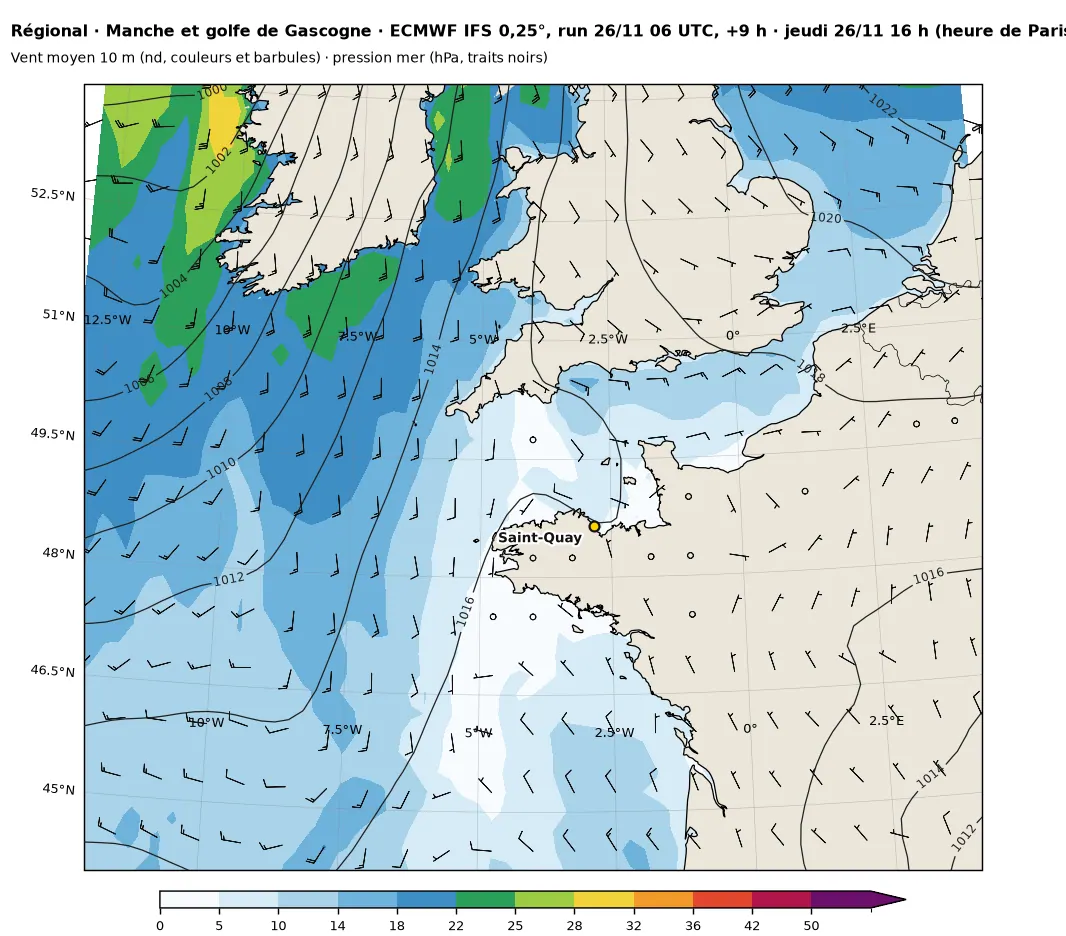 Régional · Manche et golfe de Gascogne · ECMWF IFS 0,25°, run 26/11 06 UTC, +9 h · jeudi 26/11 16 h (heure de Paris
Vent moyen 10 m (nd, couleurs et barbules) · pression mer (hPa, traits noirs)
1000
1022
1002
52.5°N
1020
1004
51°N
12.5°W
10°W
7.5°W
5°W
2.5°W
0°
2.5°E
1014
1018
1006
1008
49.5°N
1010
Saint-Quay
48°N
1012
1016
1016
46.5°N
10°W
7.5°W
5°W
2.5°W
0°
2.5°E
45°N
1014
1012
0 5 10 14 18 22 25 28 32 36 42 50